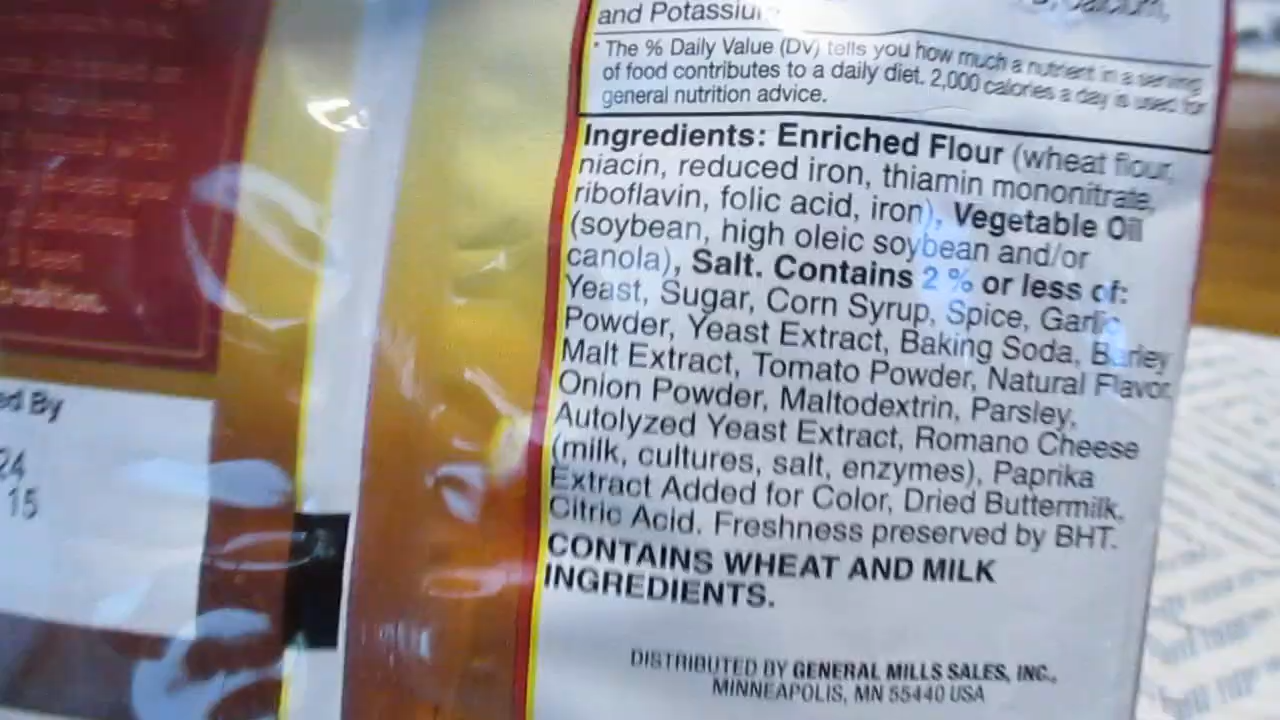 and Potassium
* The % Daily Value (DV) tells you how much a nutrient in a serving
of food contributes to a daily diet. 2,000 calories a day is used for
general nutrition advice.
Ingredients: Enriched Flour (wheat flour,
niacin, reduced iron, thiamin mononitrate,
riboflavin, folic acid, iron), Vegetable Oil
(soybean, high oleic soybean and/or
canola), Salt. Contains 2 % or less of:
Yeast, Sugar, Corn Syrup, Spice, Garlic
Powder, Yeast Extract, Baking Soda, Barley
Malt Extract, Tomato Powder, Natural Flavor,
Onion Powder, Maltodextrin, Parsley,
Autolyzed Yeast Extract, Romano Cheese
(milk, cultures, salt, enzymes), Paprika
Extract Added for Color, Dried Buttermilk,
Citric Acid. Freshness preserved by BHT.
CONTAINS WHEAT AND MILK
INGREDIENTS.
DISTRIBUTED BY GENERAL MILLS SALES, INC.,
MINNEAPOLIS, MN 55440 USA
By
24
15